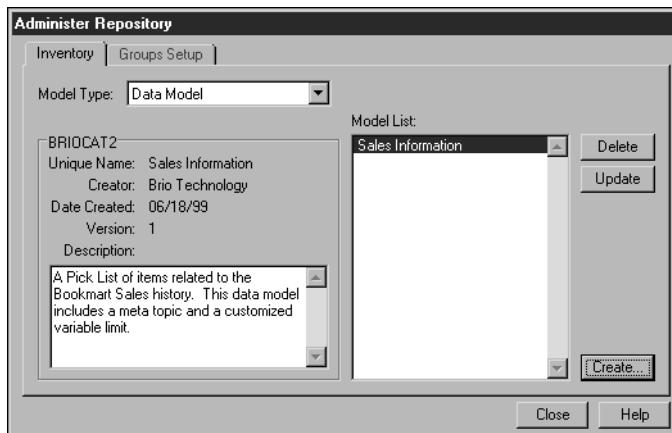 Administer Repository
Inventory
Groups Setup
Model Type: Data Model
BRIOCAT2
Unique Name: Sales Information
Creator: Brio Technology
Date Created: 06/18/99
Version: 1
Description:
A Pick List of items related to the
Bookmart Sales history. This data model
includes a meta topic and a customized
variable limit.
Model List:
Sales Information
Delete
Update
Create...
Close
Help